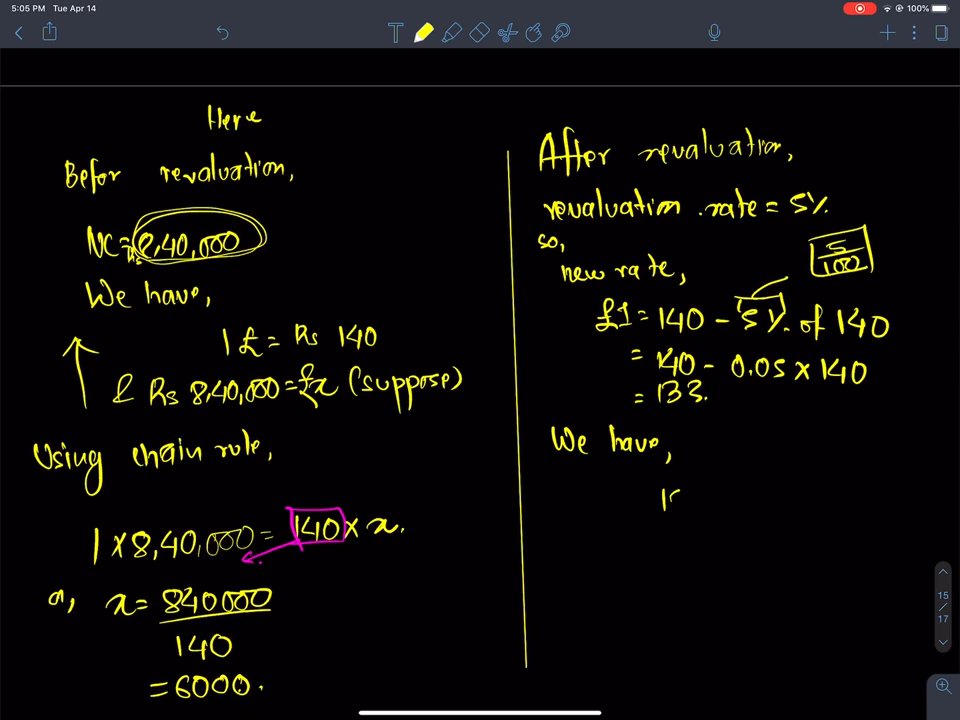 5:05 PM Tue Apr 14
100%
T
Here
Befor revaluation,
NC = Rs 8,40,000
We have,
1 £ = Rs 140
& Rs 8,40,000 = £x (suppose)
Using chain rule,
1 × 8,40,000 = 140 × x.
or, x = 840000
140
= 6000.
After revaluation,
revaluation rate = 5%
so,
new rate,
5
100
£1 = 140 - 5% of 140
= 140 - 0.05 × 140
= 133.
We have,
15
/
17